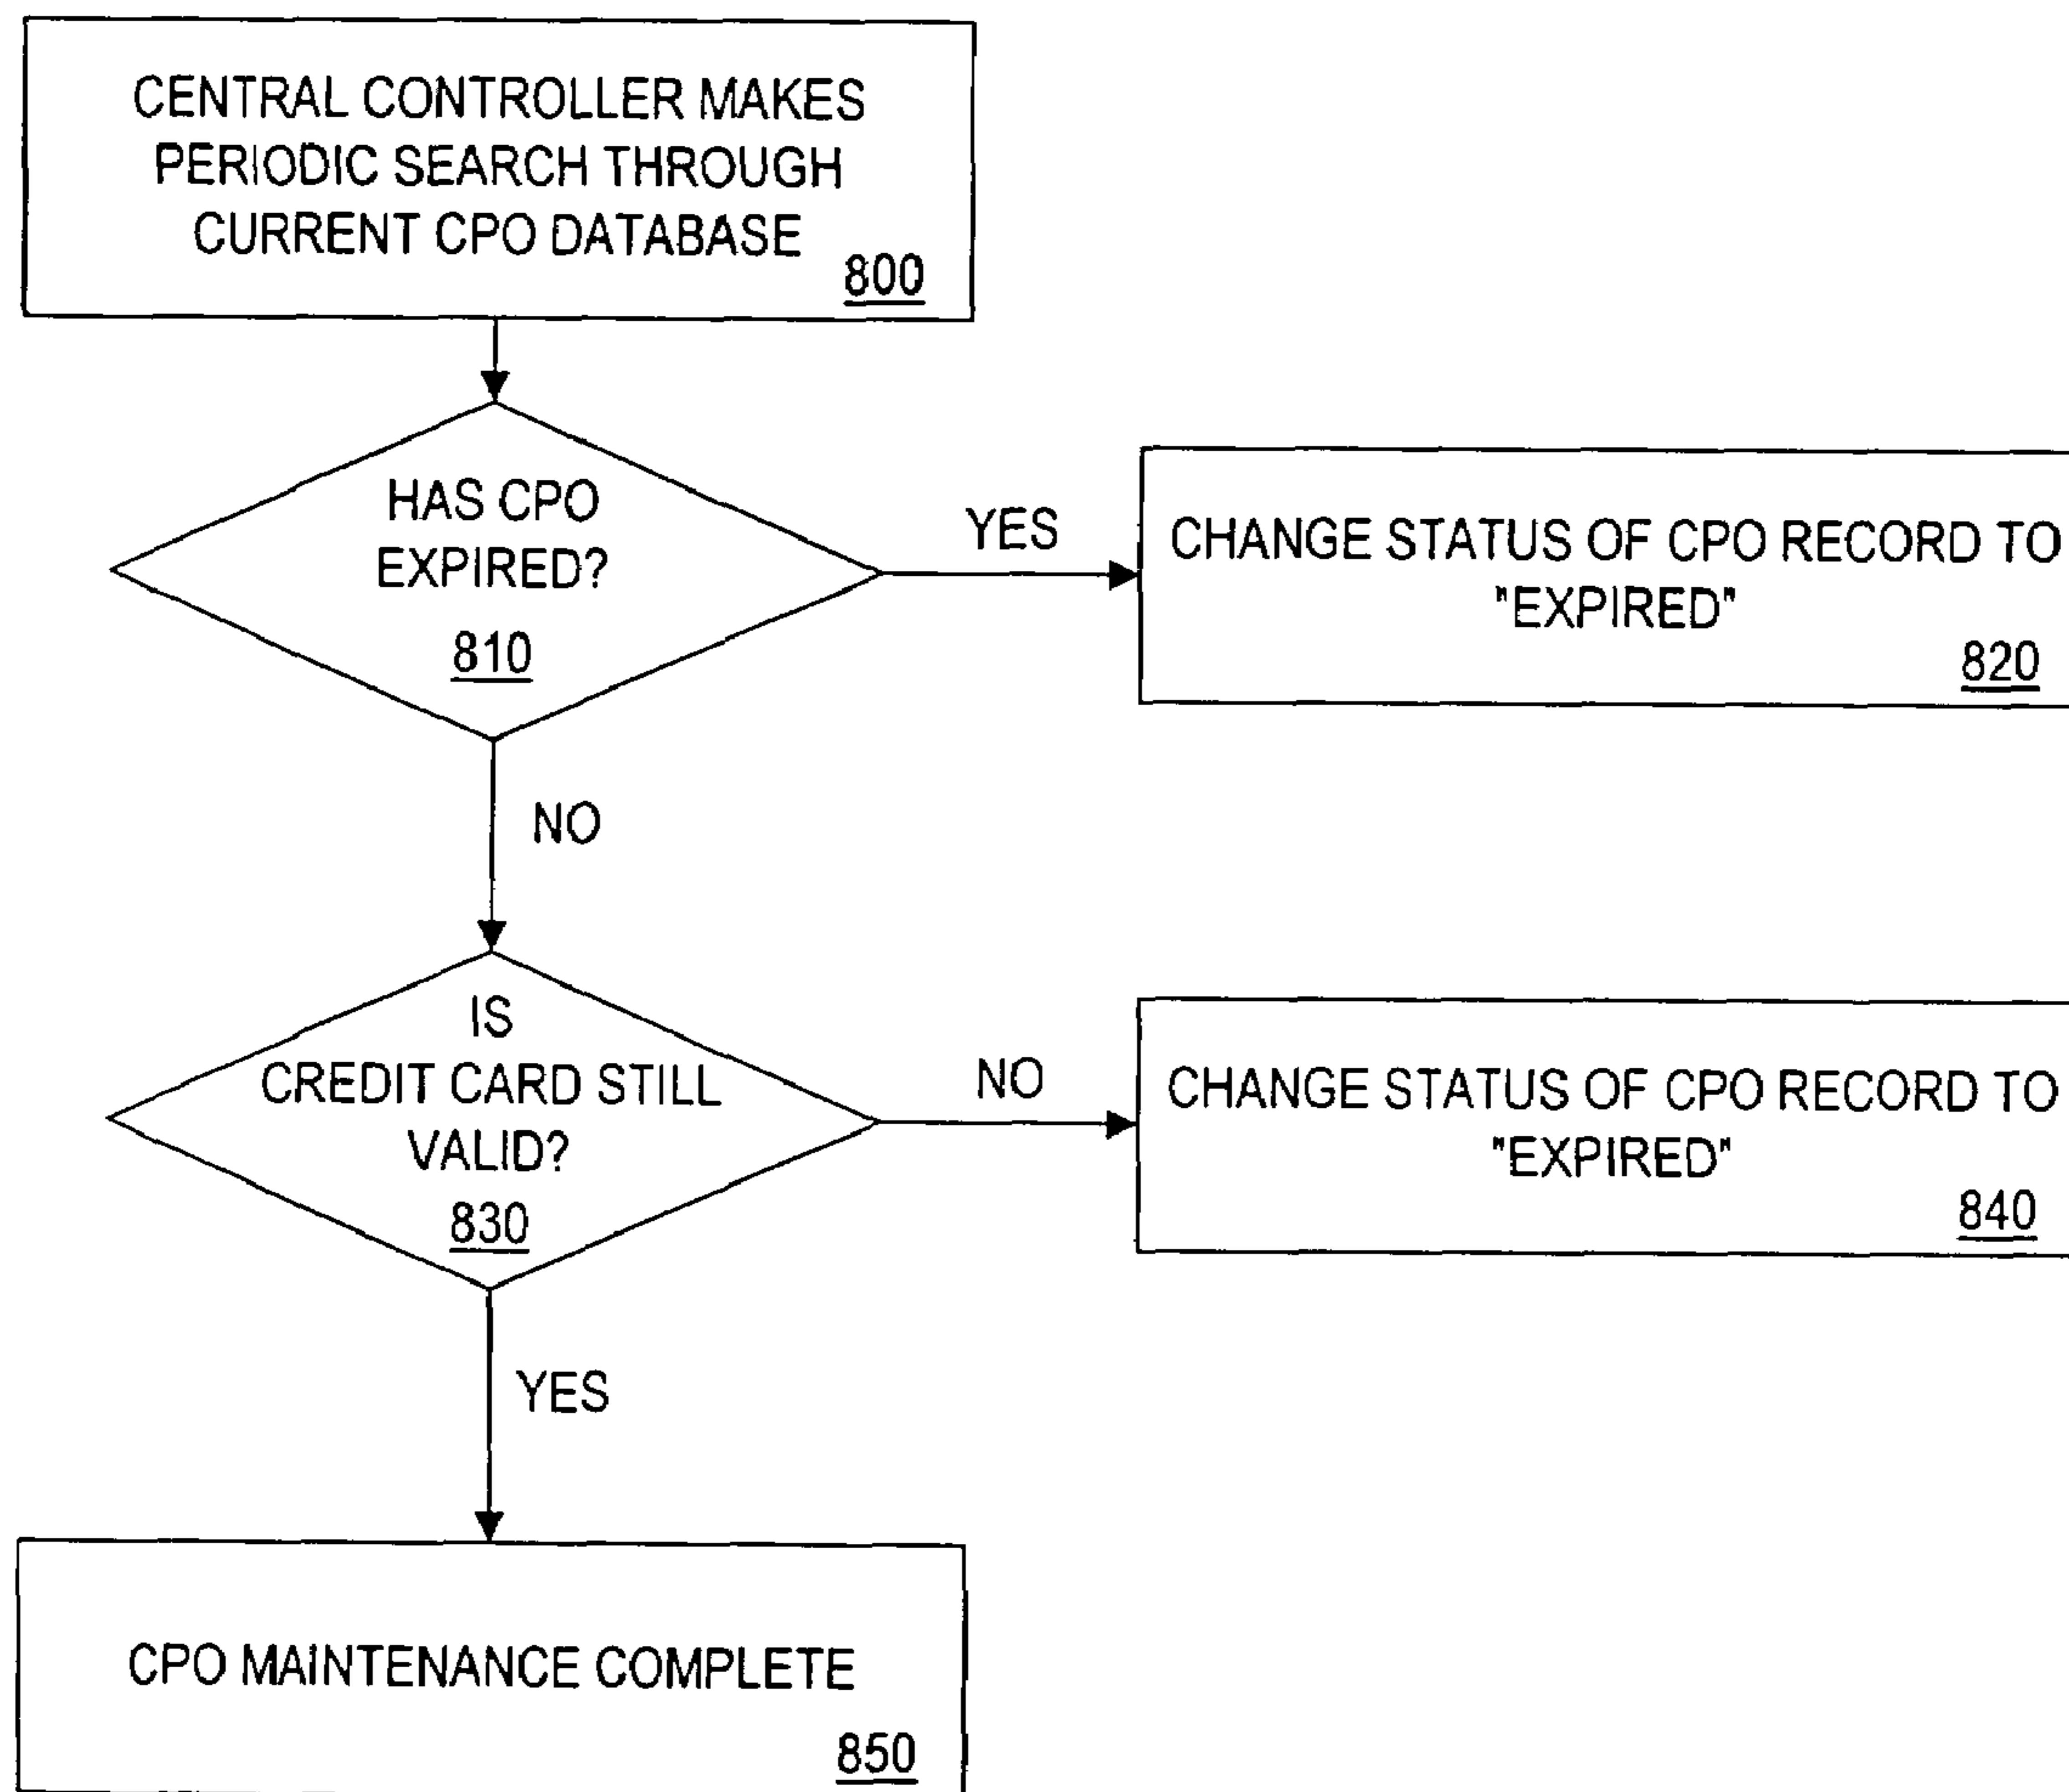 CENTRAL CONTROLLER MAKES
PERIODIC SEARCH THROUGH
CURRENT CPO DATABASE
800
HAS CPO
EXPIRED?
810
YES
CHANGE STATUS OF CPO RECORD TO
"EXPIRED"
820
NO
IS
CREDIT CARD STILL
VALID?
830
NO
CHANGE STATUS OF CPO RECORD TO
"EXPIRED"
840
YES
CPO MAINTENANCE COMPLETE
850